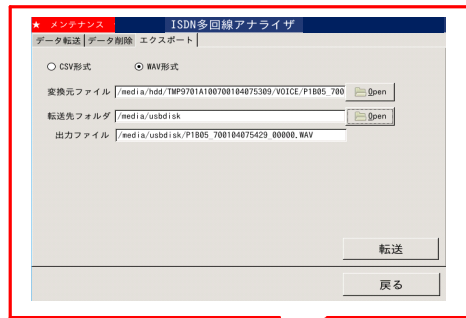 ★ メンテナンス ISDN多回線アナライザ
データ転送 データ削除 エクスポート
CSV形式 WAV形式
変換元ファイル /media/hdd/TMP9701A100700104075309/VOICE/P1B05_700 Open
転送先フォルダ /media/usbdisk Open
出力ファイル /media/usbdisk/P1B05_700104075429_00000.WAV
転送
戻る